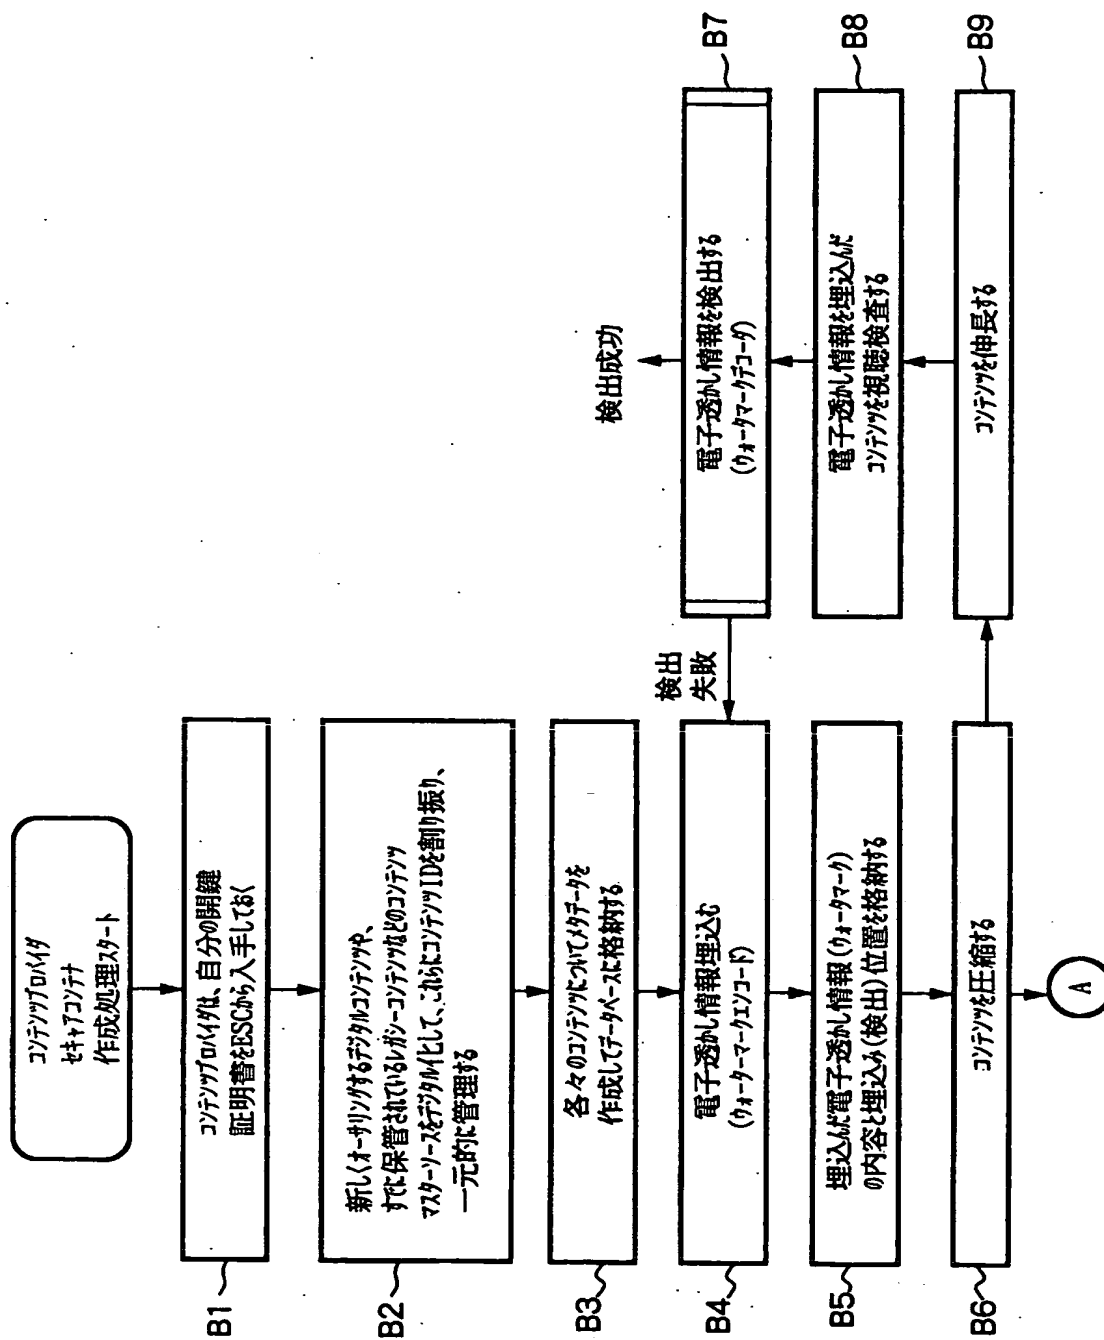 コンテンツプロバイダ
セキャアコンテナ
作成処理スタート
コンテンツプロバイダは、自分の開鍵
証明書をESCから入手しておく
B1
新しくオーサリングするデジタルコンテンツや、
すでに保管されているレガシーコンテンツなどのコンテンツ
マスターソースをデジタル化して、これらにコンテンツIDを割り振り、
一元的に管理する
B2
各々のコンテンツについてメタデータを
作成してデータベースに格納する
B3
電子透かし情報埋込む
(ウォーターマークエンコード)
B4
埋込んだ電子透かし情報(ウォータマーク)
の内容と埋込み(検出)位置を格納する
B5
コンテンツを圧縮する
B6
A
検出
失敗
検出成功
電子透かし情報を検出する
(ウォータマークデコーダ)
B7
電子透かし情報を埋込んだ
コンテンツを視聴検査する
B8
コンテンツを伸長する
B9